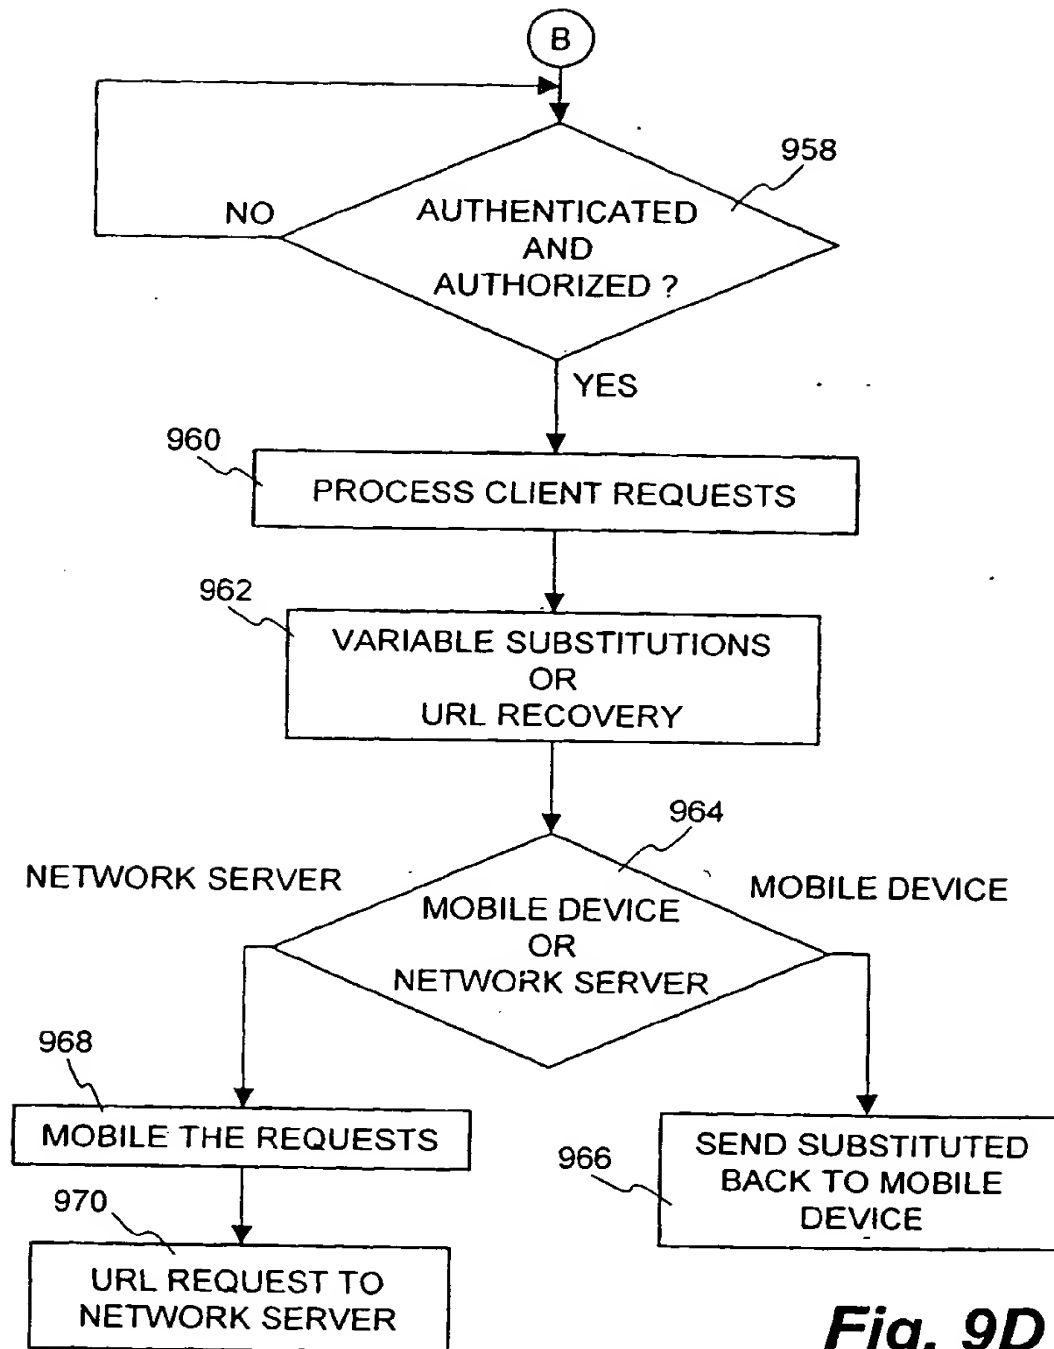 B
958
NO
AUTHENTICATED
AND
AUTHORIZED ?
YES
960
PROCESS CLIENT REQUESTS
962
VARIABLE SUBSTITUTIONS
OR
URL RECOVERY
964
NETWORK SERVER
MOBILE DEVICE
MOBILE DEVICE
OR
NETWORK SERVER
968
MOBILE THE REQUESTS
966
SEND SUBSTITUTED
BACK TO MOBILE
DEVICE
970
URL REQUEST TO
NETWORK SERVER
Fig. 9D